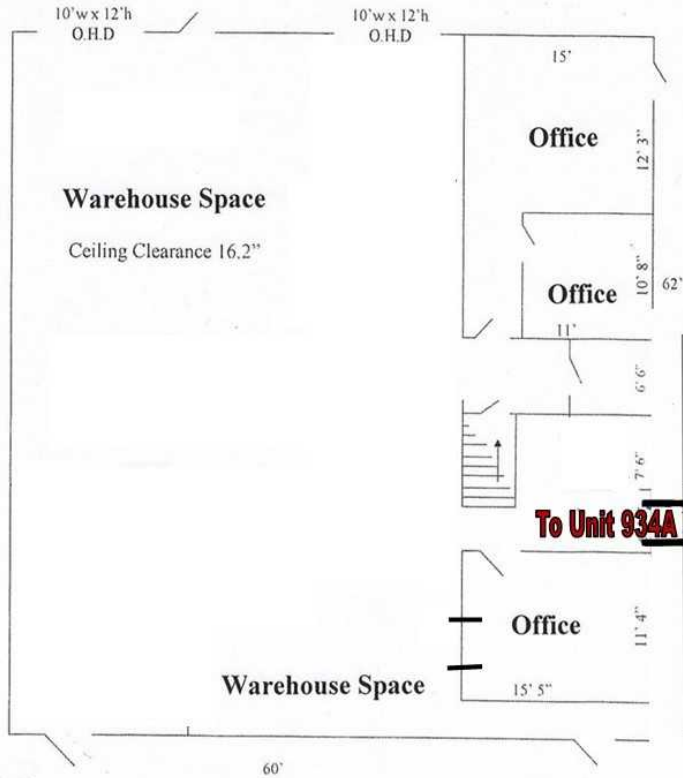 10'w x 12'h
O.H.D
10'w x 12'h
O.H.D
15'
Office
12' 3"
Warehouse Space
Ceiling Clearance 16.2"
10' 8"
62'
Office
11'
6' 6"
7' 6"
To Unit 934A
Office
11' 4"
Warehouse Space
15' 5"
60'